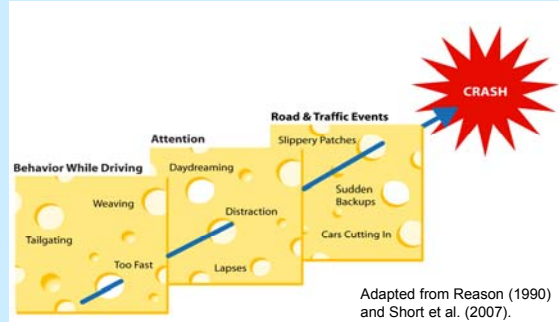 CRASH
Road & Traffic Events
Slippery Patches
Sudden
Backups
Cars Cutting In
Attention
Daydreaming
Distraction
Lapses
Behavior While Driving
Weaving
Tailgating
Too Fast
Adapted from Reason (1990)
and Short et al. (2007).